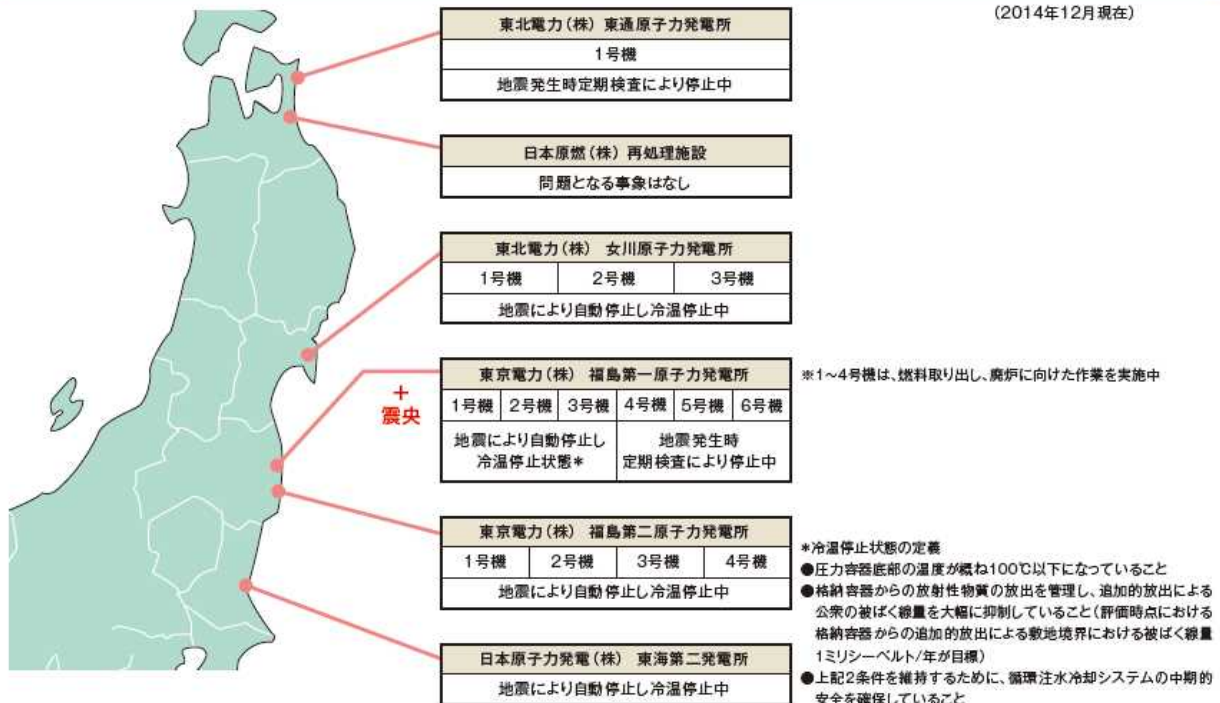 (2014年12月現在)
東北電力(株) 東通原子力発電所
1号機
地震発生時定期検査により停止中
日本原燃(株) 再処理施設
問題となる事象はなし
東北電力(株) 女川原子力発電所
1号機 2号機 3号機
地震により自動停止し冷温停止中
+
震央
東京電力(株) 福島第一原子力発電所
1号機 2号機 3号機 4号機 5号機 6号機
地震により自動停止し
冷温停止状態*
地震発生時
定期検査により停止中
※1~4号機は、燃料取り出し、廃炉に向けた作業を実施中
東京電力(株) 福島第二原子力発電所
1号機 2号機 3号機 4号機
地震により自動停止し冷温停止中
日本原子力発電(株) 東海第二発電所
地震により自動停止し冷温停止中
*冷温停止状態の定義
●圧力容器底部の温度が概ね100℃以下になっていること
●格納容器からの放射性物質の放出を管理し、追加的放出による
公衆の被ばく線量を大幅に抑制していること(評価時点における
格納容器からの追加的放出による敷地境界における被ばく線量
1ミリシーベルト/年が目標)
●上記2条件を維持するために、循環注水冷却システムの中期的
安全を確保していること